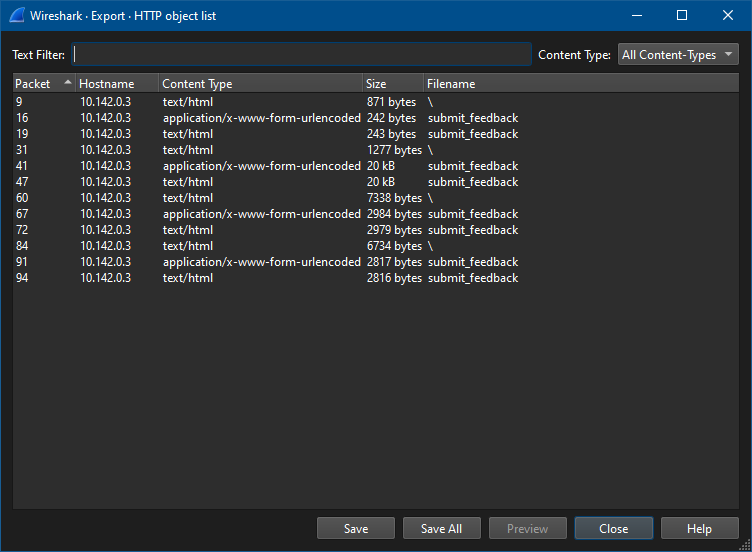 Wireshark · Export · HTTP object list
Text Filter: Content Type: All Content-Types
Packet Hostname Content Type Size Filename
9 10.142.0.3 text/html 871 bytes \
16 10.142.0.3 application/x-www-form-urlencoded 242 bytes submit_feedback
19 10.142.0.3 text/html 243 bytes submit_feedback
31 10.142.0.3 text/html 1277 bytes \
41 10.142.0.3 application/x-www-form-urlencoded 20 kB submit_feedback
47 10.142.0.3 text/html 20 kB submit_feedback
60 10.142.0.3 text/html 7338 bytes \
67 10.142.0.3 application/x-www-form-urlencoded 2984 bytes submit_feedback
72 10.142.0.3 text/html 2979 bytes submit_feedback
84 10.142.0.3 text/html 6734 bytes \
91 10.142.0.3 application/x-www-form-urlencoded 2817 bytes submit_feedback
94 10.142.0.3 text/html 2816 bytes submit_feedback
Save Save All Preview Close Help